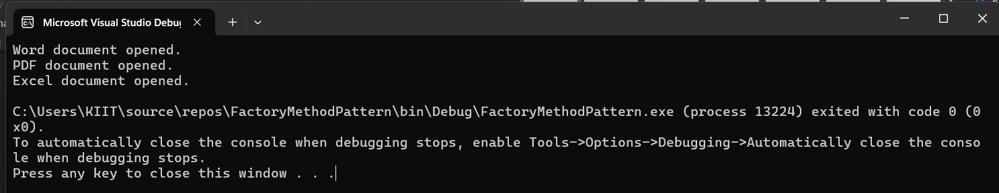 Microsoft Visual Studio Debug
Word document opened.
PDF document opened.
Excel document opened.
C:\Users\KIIT\source\repos\FactoryMethodPattern\bin\Debug\FactoryMethodPattern.exe (process 13224) exited with code 0 (0
x0).
To automatically close the console when debugging stops, enable Tools->Options->Debugging->Automatically close the conso
le when debugging stops.
Press any key to close this window . . .